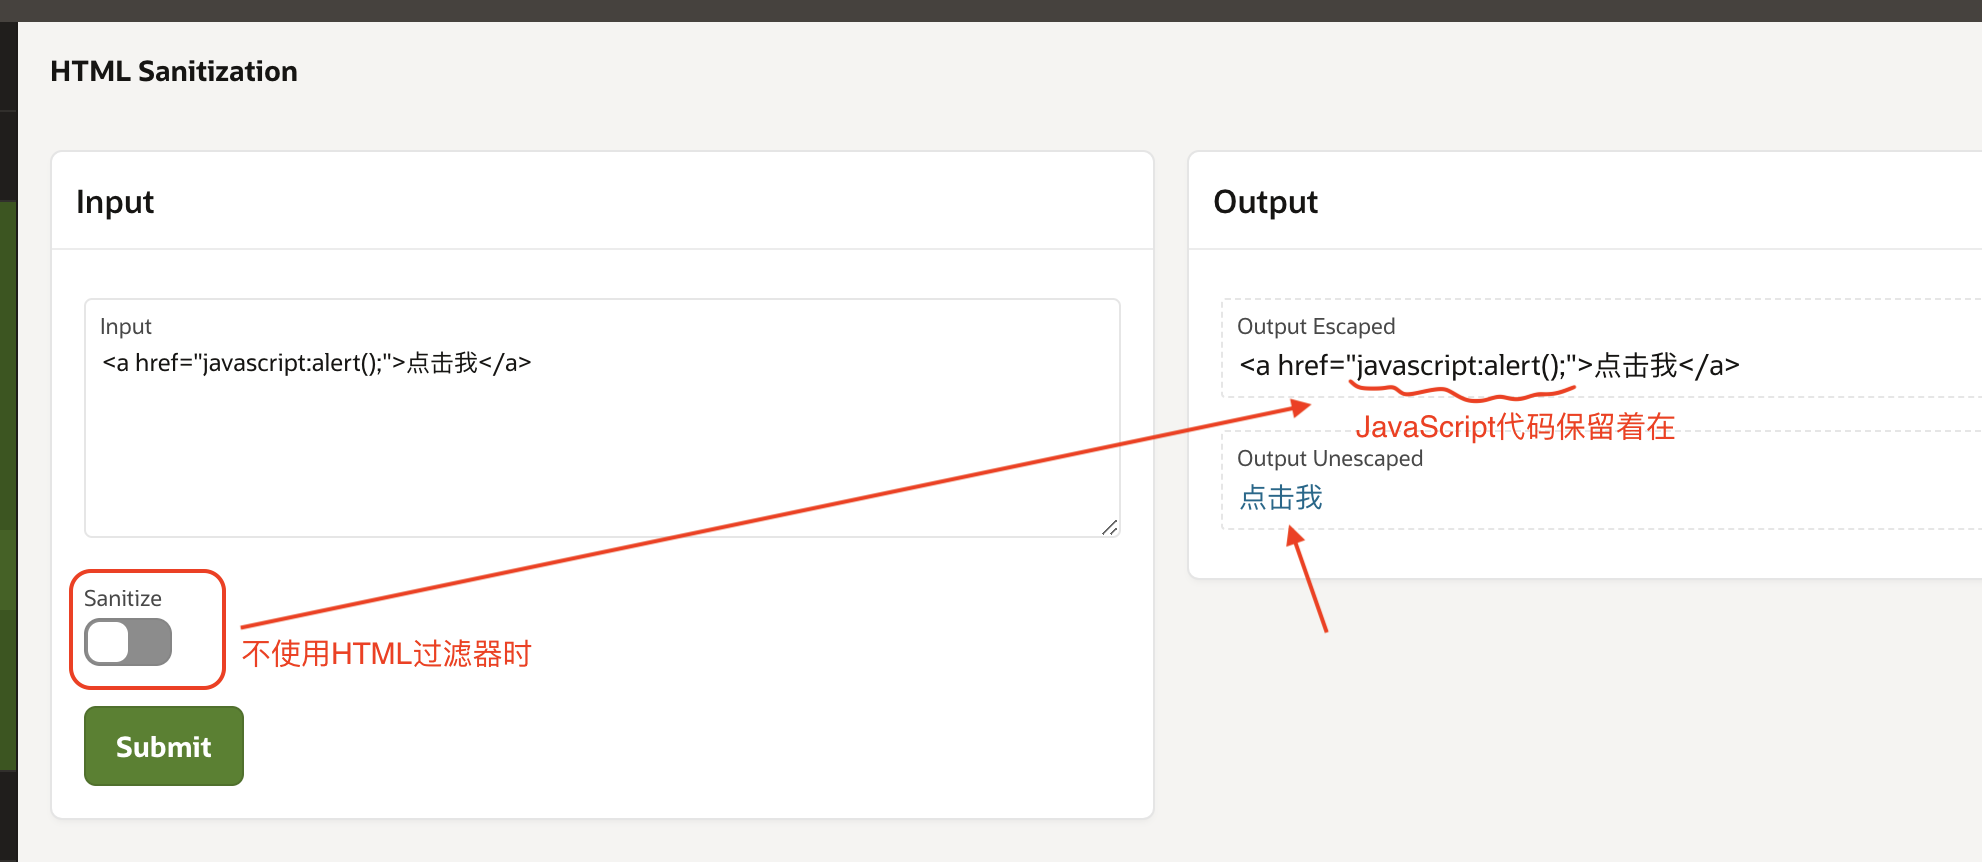 HTML Sanitization
Input
Input
<a href="javascript:alert();">点击我</a>
Sanitize
不使用HTML过滤器时
Submit
Output
Output Escaped
<a href="javascript:alert();">点击我</a>
JavaScript代码保留着在
Output Unescaped
点击我